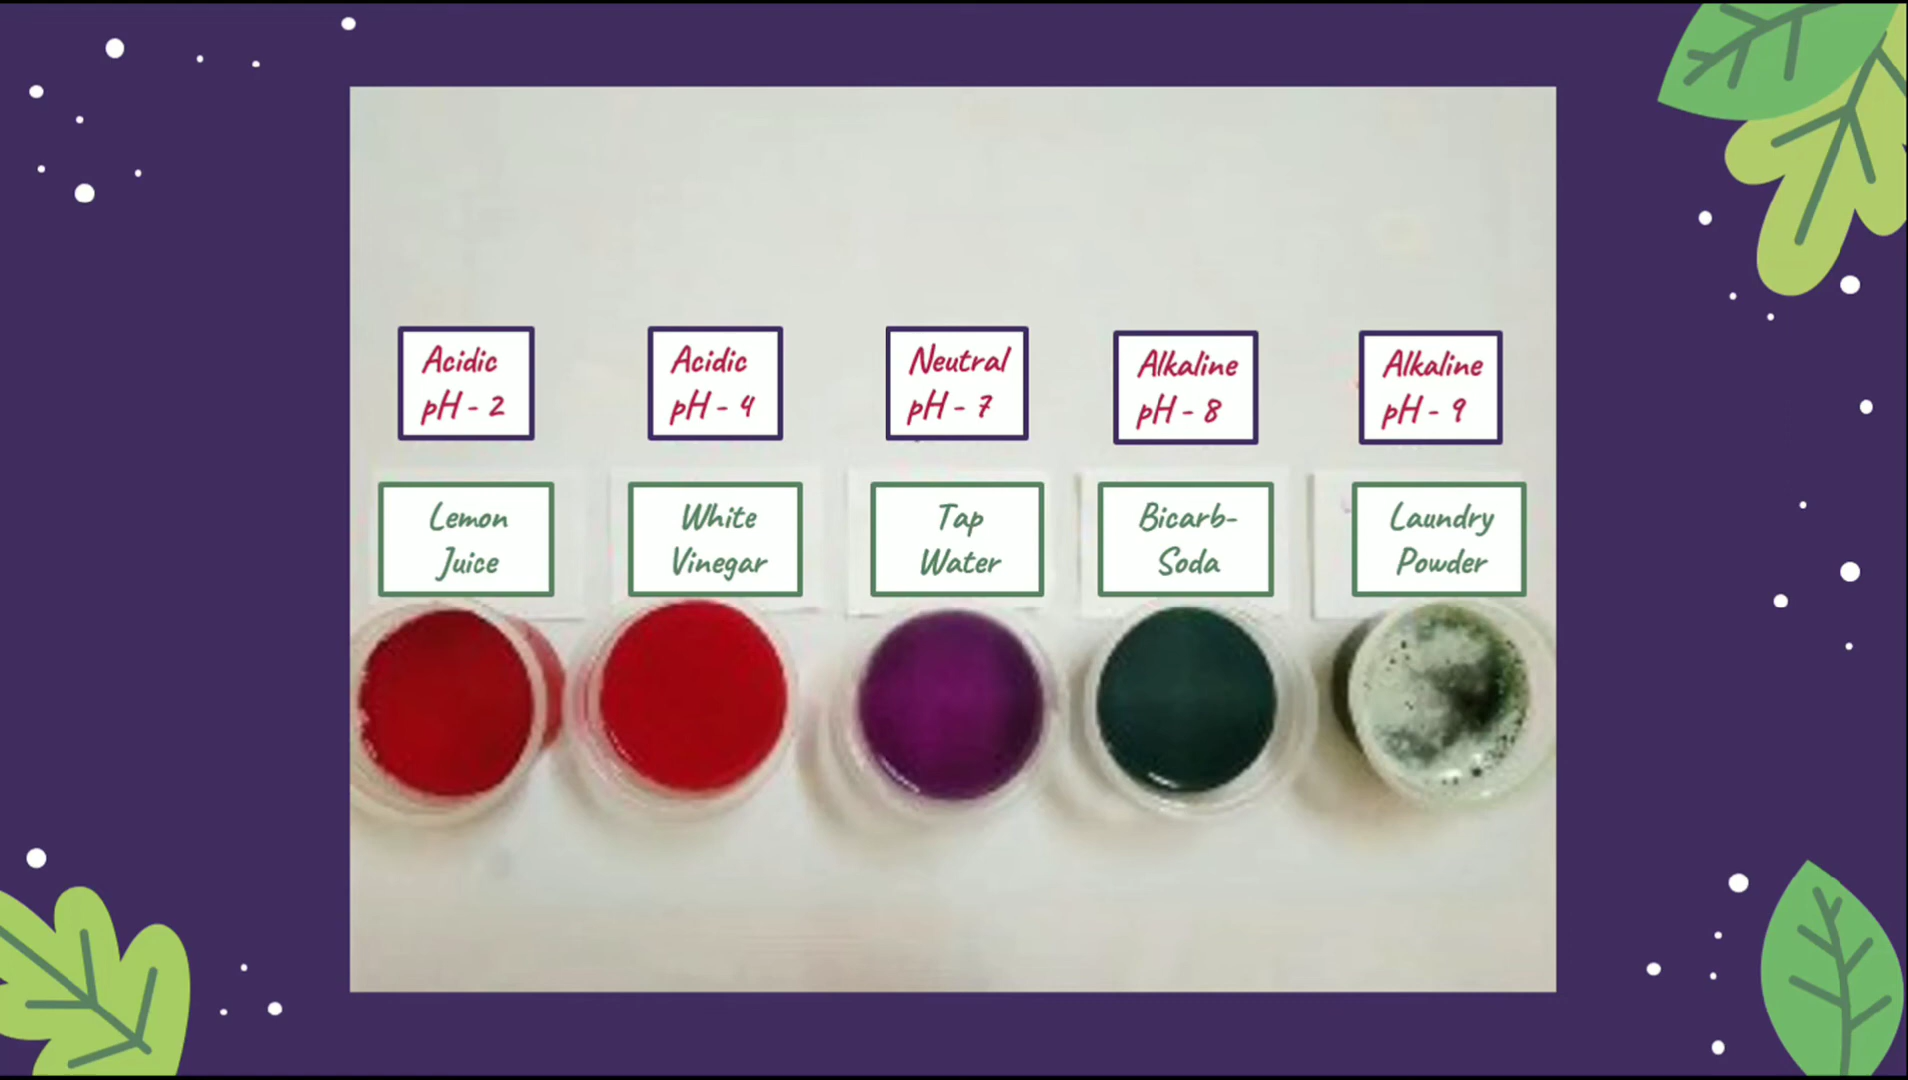 Acidic
pH - 2
Acidic
pH - 4
Neutral
pH - 7
Alkaline
pH - 8
Alkaline
pH - 9
Lemon
Juice
White
Vinegar
Tap
Water
Bicarb-
Soda
Laundry
Powder